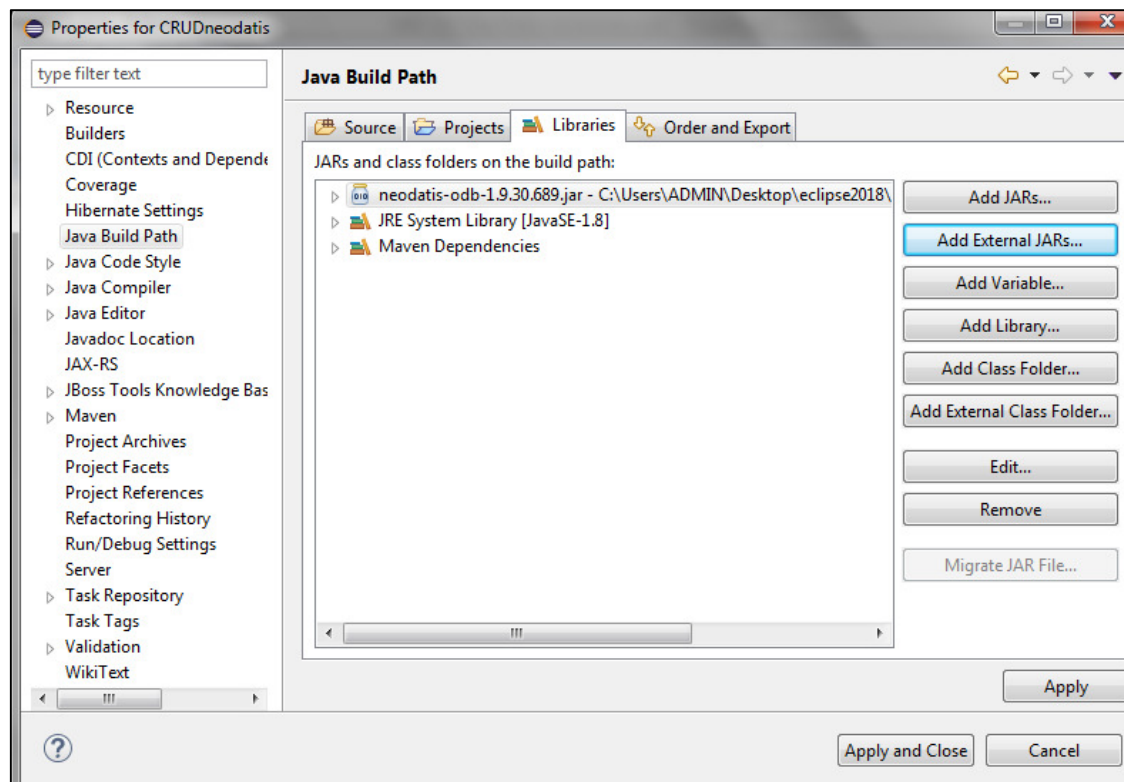 Properties for CRUDneodatis
type filter text
Resource
Builders
CDI (Contexts and Depende
Coverage
Hibernate Settings
Java Build Path
Java Code Style
Java Compiler
Java Editor
Javadoc Location
JAX-RS
JBoss Tools Knowledge Bas
Maven
Project Archives
Project Facets
Project References
Refactoring History
Run/Debug Settings
Server
Task Repository
Task Tags
Validation
WikiText
Java Build Path
Source Projects Libraries Order and Export
JARs and class folders on the build path:
neodatis-odb-1.9.30.689.jar - C:\Users\ADMIN\Desktop\eclipse2018\
JRE System Library [JavaSE-1.8]
Maven Dependencies
Add JARs...
Add External JARs...
Add Variable...
Add Library...
Add Class Folder...
Add External Class Folder...
Edit...
Remove
Migrate JAR File...
Apply
Apply and Close
Cancel